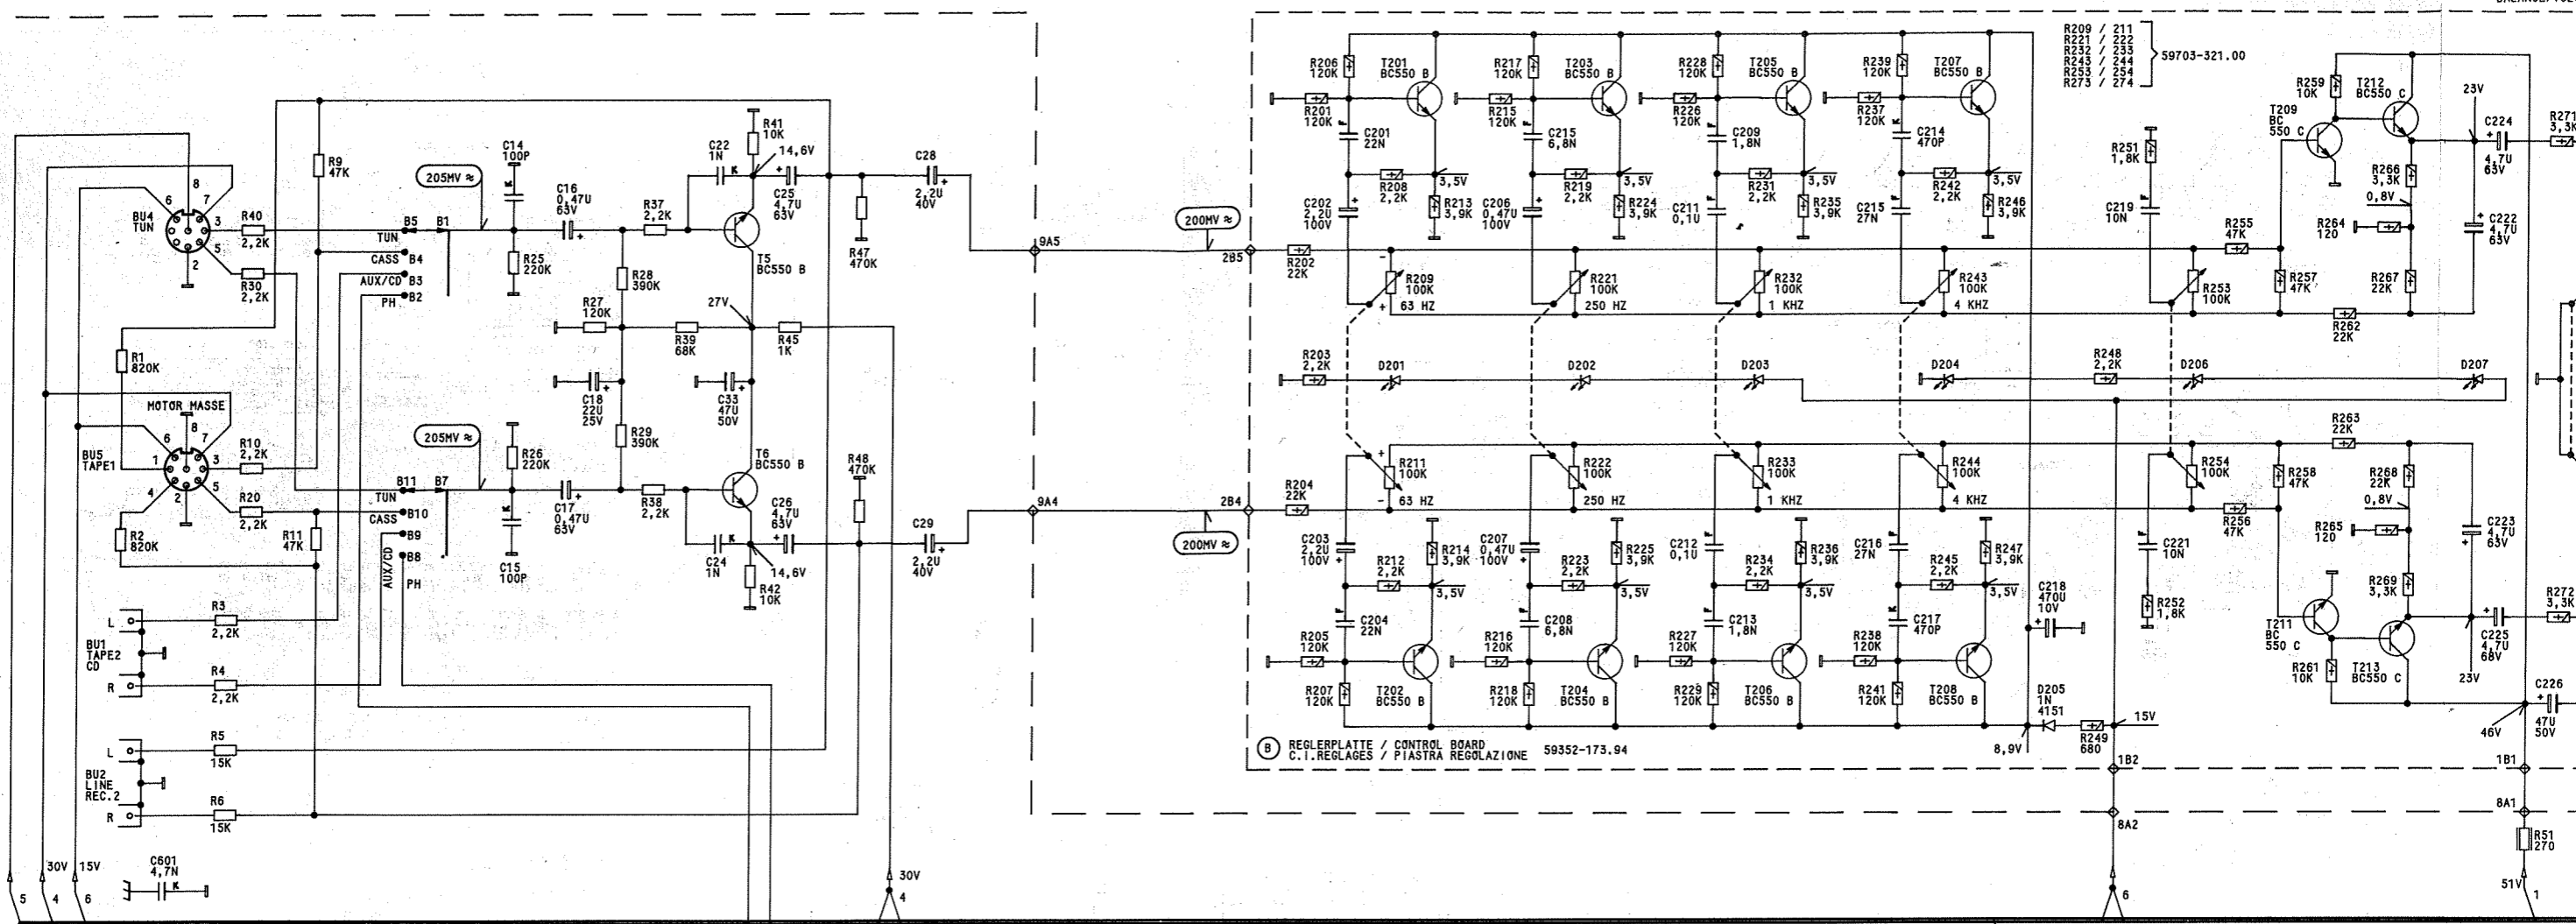 R209 / 211
R221 / 222
R232 / 233
R243 / 244
R253 / 254
R273 / 274
59703-321.00
BU4
TUN
6
8
7
3
5
2
R40
2,2K
R30
2,2K
R9
47K
B5
B1
TUN
CASS
B4
AUX/CD
B3
PH
B2
205MV ≈
C14
100P
K
R25
220K
C16
0,47U
63V
R28
390K
R27
120K
R37
2,2K
C22
1N
K
R41
10K
14,6V
C25
4,7U
63V
T5
BC550 B
27V
R39
68K
R45
1K
R47
470K
C28
2,2U
40V
9A5
R1
820K
MOTOR MASSE
BU5
TAPE1
6
8
7
1
3
4
2
5
R10
2,2K
R20
2,2K
R2
820K
R11
47K
B11
B7
TUN
CASS
B10
B9
AUX/CD
B8
PH
205MV ≈
R26
220K
K
C15
100P
C17
0,47U
63V
C18
22U
25V
R29
390K
C33
47U
50V
R38
2,2K
T6
BC550 B
C24
1N
K
R42
10K
14,6V
C26
4,7U
63V
R48
470K
C29
2,2U
40V
9A4
BU1
TAPE2
CD
L
R
R3
2,2K
R4
2,2K
BU2
LINE
REC.2
L
R
R5
15K
R6
15K
C601
4,7N
K
5
30V
4
15V
6
30V
4
200MV ≈
2B5
R202
22K
200MV ≈
2B4
R204
22K
R206
120K
R201
120K
T201
BC550 B
C201
22N
F
C202
2,2U
100V
R208
2,2K
3,5V
R213
3,9K
R209
100K
-
+
63 HZ
R217
120K
R215
120K
T203
BC550 B
C215
6,8N
F
C206
0,47U
100V
R219
2,2K
3,5V
R224
3,9K
R221
100K
250 HZ
R228
120K
R226
120K
T205
BC550 B
C209
1,8N
F
C211
0,1U
F
R231
2,2K
3,5V
R235
3,9K
R232
100K
1 KHZ
R239
120K
R237
120K
T207
BC550 B
C214
470P
K
C215
27N
F
R242
2,2K
3,5V
R246
3,9K
R243
100K
4 KHZ
R251
1,8K
F
C219
10N
R253
100K
R255
47K
R257
47K
R259
10K
T209
BC
550 C
T212
BC550 C
R266
3,3K
0,8V
R264
120
R267
22K
R262
22K
23V
C224
4,7U
63V
C222
4,7U
63V
R271
3,3K
R203
2,2K
D201
D202
D203
D204
R248
2,2K
D206
D207
R211
100K
+
-
63 HZ
R222
100K
250 HZ
R233
100K
1 KHZ
R244
100K
4 KHZ
R254
100K
R263
22K
R258
47K
R256
47K
R268
22K
0,8V
R265
120
R269
3,3K
C223
4,7U
63V
C203
2,2U
100V
R212
2,2K
R214
3,9K
3,5V
F
C204
22N
R205
120K
R207
120K
T202
BC550 B
C207
0,47U
100V
R223
2,2K
R225
3,9K
3,5V
F
C208
6,8N
R216
120K
R218
120K
T204
BC550 B
F
C212
0,1U
R234
2,2K
R236
3,9K
3,5V
F
C213
1,8N
R227
120K
R229
120K
T206
BC550 B
F
C216
27N
R245
2,2K
R247
3,9K
3,5V
K
C217
470P
R238
120K
R241
120K
T208
BC550 B
C218
470U
10V
F
C221
10N
R252
1,8K
T211
BC
550 C
R261
10K
T213
BC550 C
C225
4,7U
68V
23V
R272
3,3K
C226
47U
50V
46V
D205
1N
4151
R249
680
15V
8,9V
B
REGLERPLATTE / CONTROL BOARD
C.I.REGLAGES / PIASTRA REGOLAZIONE
59352-173.94
1B2
8A2
6
1B1
8A1
R51
270
51V
1